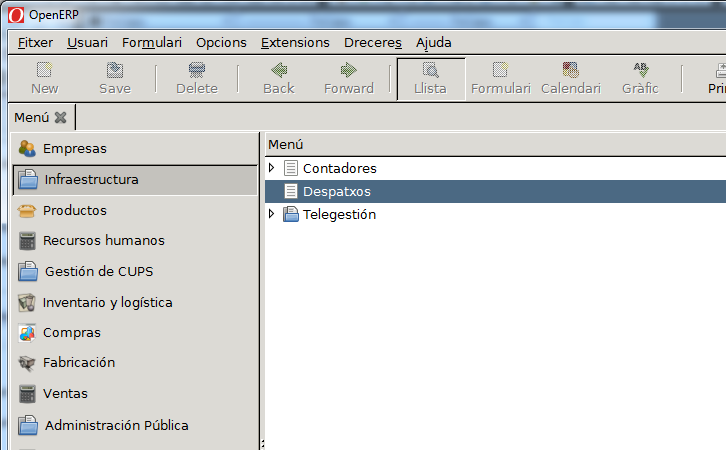 OpenERP
Fitxer Usuari Formulari Opcions Extensions Dreceres Ajuda
New Save Delete Back Forward Llista Formulari Calendari Gràfic
Menú
Empresas
Infraestructura
Productos
Recursos humanos
Gestión de CUPS
Inventario y logística
Compras
Fabricación
Ventas
Administración Pública
Menú
Contadores
Despatxos
Telegestión